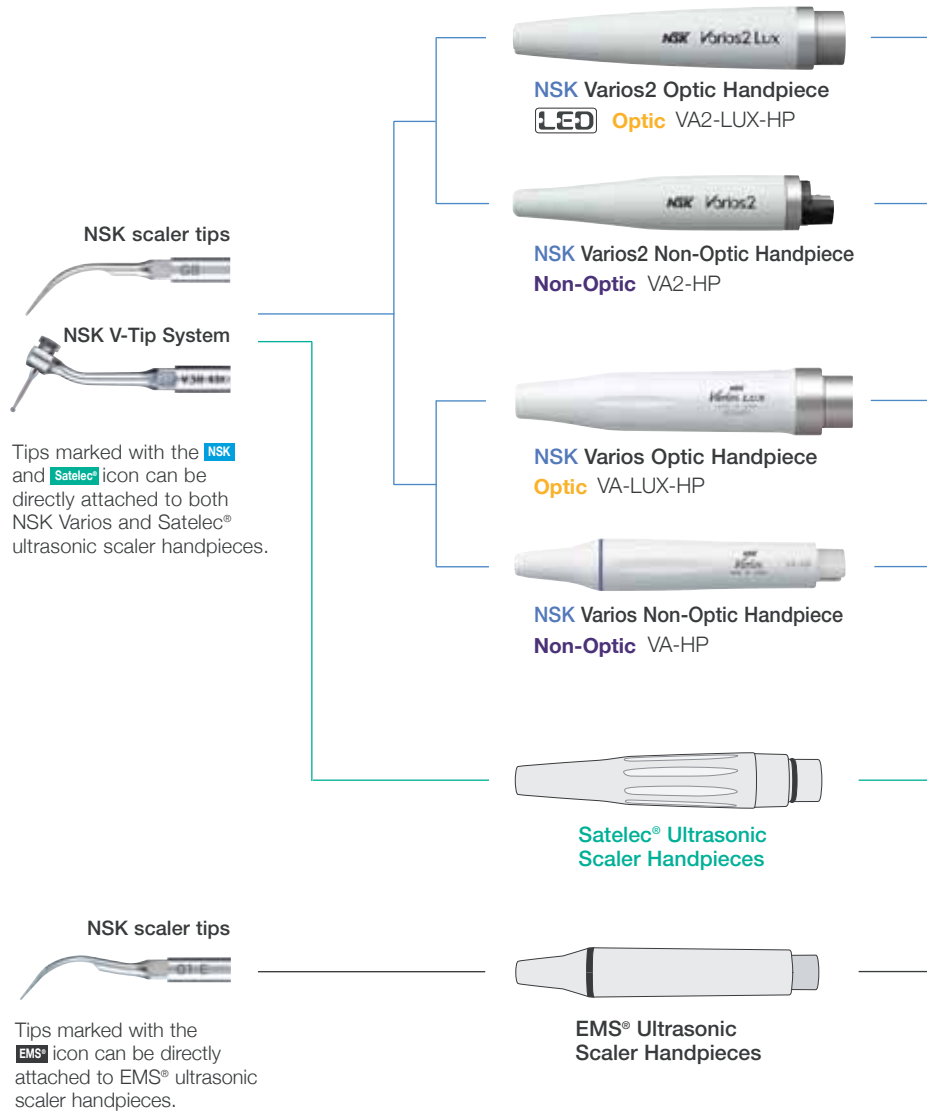 NSK Varios2 Lux
NSK Varios2 Optic Handpiece
LED Optic VA2-LUX-HP
NSK Varios2
NSK Varios2 Non-Optic Handpiece
Non-Optic VA2-HP
NSK scaler tips
G8
NSK V-Tip System
Tips marked with the NSK
and Satelec® icon can be
directly attached to both
NSK Varios and Satelec®
ultrasonic scaler handpieces.
NSK
Varios LUX
NSK Varios Optic Handpiece
Optic VA-LUX-HP
NSK
Varios
NSK Varios Non-Optic Handpiece
Non-Optic VA-HP
Satelec® Ultrasonic
Scaler Handpieces
NSK scaler tips
G1-E
Tips marked with the
EMS® icon can be directly
attached to EMS® ultrasonic
scaler handpieces.
EMS® Ultrasonic
Scaler Handpieces